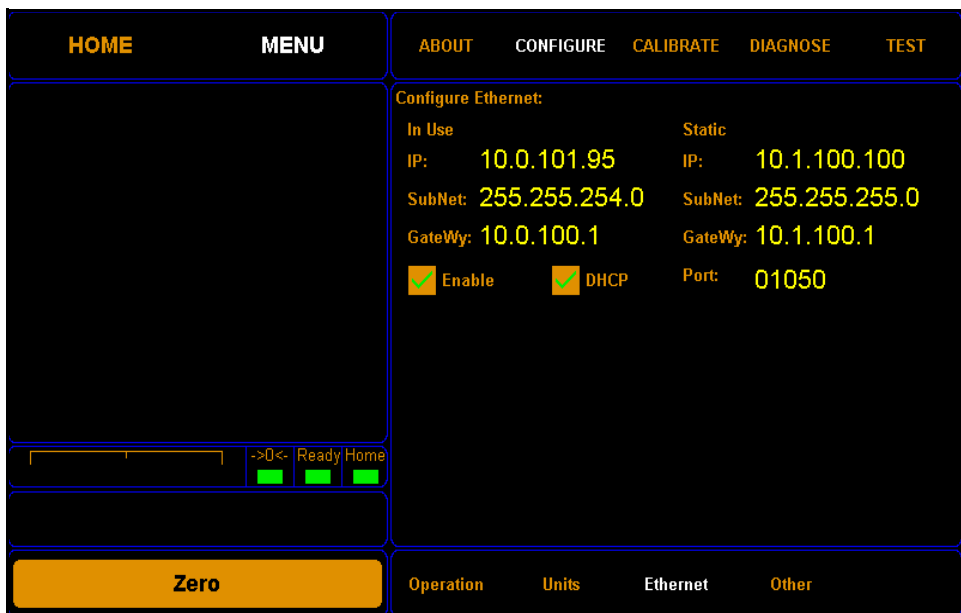 HOME MENU ABOUT CONFIGURE CALIBRATE DIAGNOSE TEST
Configure Ethernet:
In Use Static
IP: 10.0.101.95 IP: 10.1.100.100
SubNet: 255.255.254.0 SubNet: 255.255.255.0
GateWy: 10.0.100.1 GateWy: 10.1.100.1
Enable DHCP Port: 01050
->0<- Ready Home
Zero Operation Units Ethernet Other